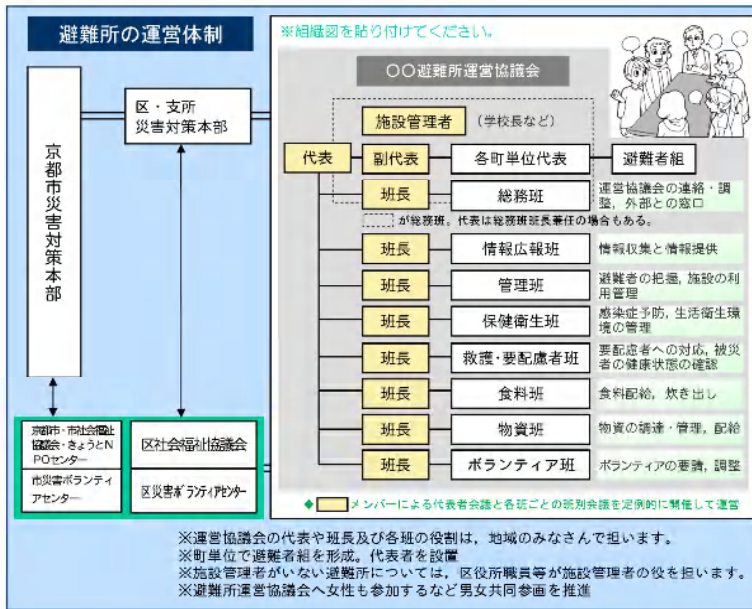 避難所の運営体制
※組織図を貼り付けてください。
〇〇避難所運営協議会
京都市災害対策本部
区・支所
災害対策本部
施設管理者
(学校長など)
代表
副代表
各町単位代表
避難者組
班長
総務班
運営協議会の連絡・調
整，外部との窓口
が総務班。代表は総務班班長兼任の場合もある。
班長
情報広報班
情報収集と情報提供
班長
管理班
避難者の把握，施設の利
用管理
班長
保健衛生班
感染症予防，生活衛生環
境の管理
班長
救護・要配慮者班
要配慮者への対応，被災
者の健康状態の確認
班長
食料班
食料配給，炊き出し
班長
物資班
物資の調達・管理，配給
班長
ボランティア班
ボランティアの要請，調整
◆メンバーによる代表者会議と各班ごとの班別会議を定例的に開催して運営
京都市・市社会福祉
協議会・きょうとN
POセンター
市災害ボランティ
アセンター
区社会福祉協議会
区災害ボランティアセンター
※運営協議会の代表や班長及び各班の役割は，地域のみなさんで担います。
※町単位で避難者組を形成。代表者を設置
※施設管理者がいない避難所については，区役所職員等が施設管理者の役を担います。
※避難所運営協議会へ女性も参加するなど男女共同参画を推進